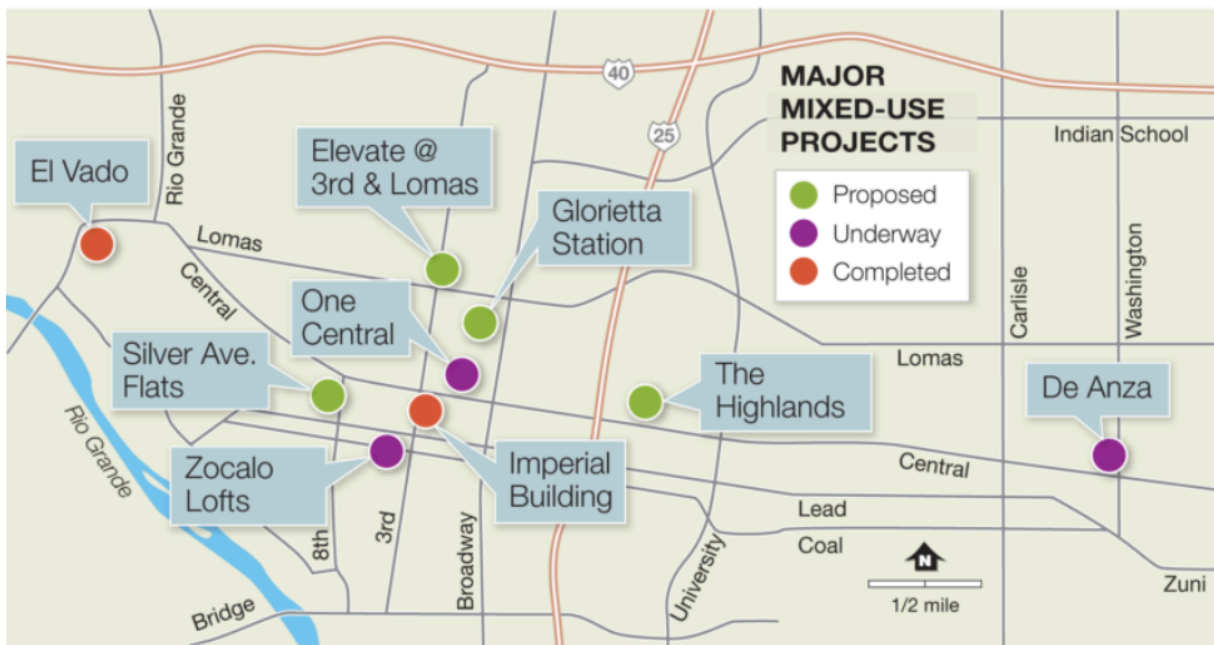 MAJOR
MIXED-USE
PROJECTS
Proposed
Underway
Completed
40
25
Indian School
Rio Grande
El Vado
Elevate @
3rd & Lomas
Glorietta
Station
Lomas
Central
One
Central
Silver Ave.
Flats
Carlisle
Washington
Lomas
The
Highlands
De Anza
Rio Grande
Zocalo
Lofts
Imperial
Building
Central
8th
3rd
Broadway
University
Lead
Coal
N
Zuni
1/2 mile
Bridge